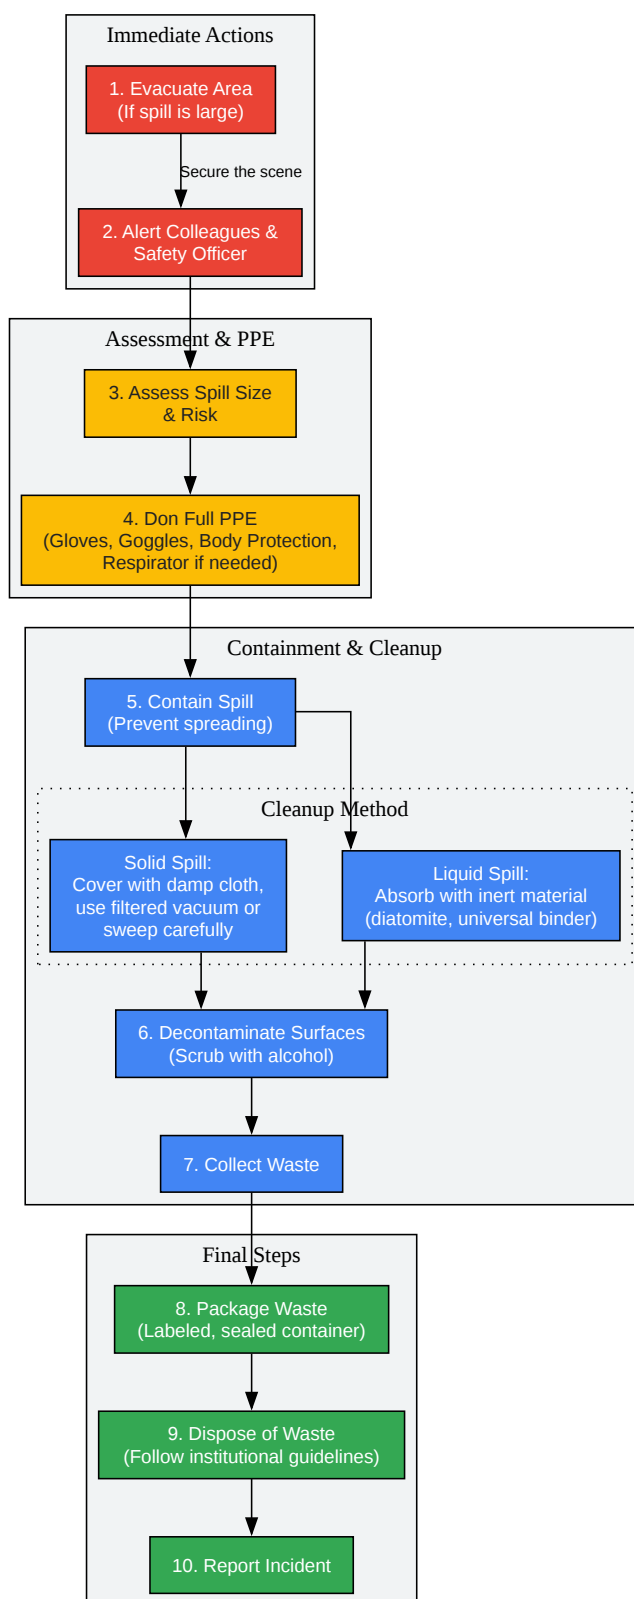 Immediate Actions
1. Evacuate Area
(If spill is large)
Secure the scene
2. Alert Colleagues &
Safety Officer
Assessment & PPE
3. Assess Spill Size
& Risk
4. Don Full PPE
(Gloves, Goggles, Body Protection,
Respirator if needed)
Containment & Cleanup
5. Contain Spill
(Prevent spreading)
Cleanup Method
Solid Spill:
Cover with damp cloth,
use filtered vacuum or
sweep carefully
Liquid Spill:
Absorb with inert material
(diatomite, universal binder)
6. Decontaminate Surfaces
(Scrub with alcohol)
7. Collect Waste
Final Steps
8. Package Waste
(Labeled, sealed container)
9. Dispose of Waste
(Follow institutional guidelines)
10. Report Incident